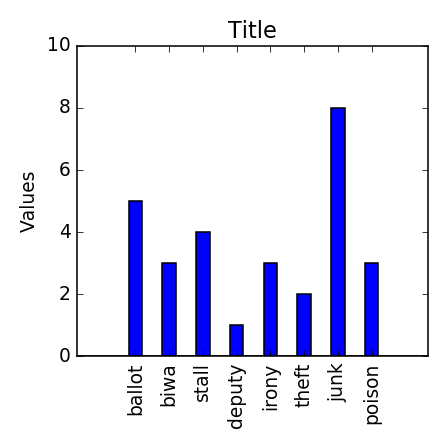 Title
10
8
6
4
2
0
Values
ballot
biwa
stall
deputy
irony
theft
junk
poison